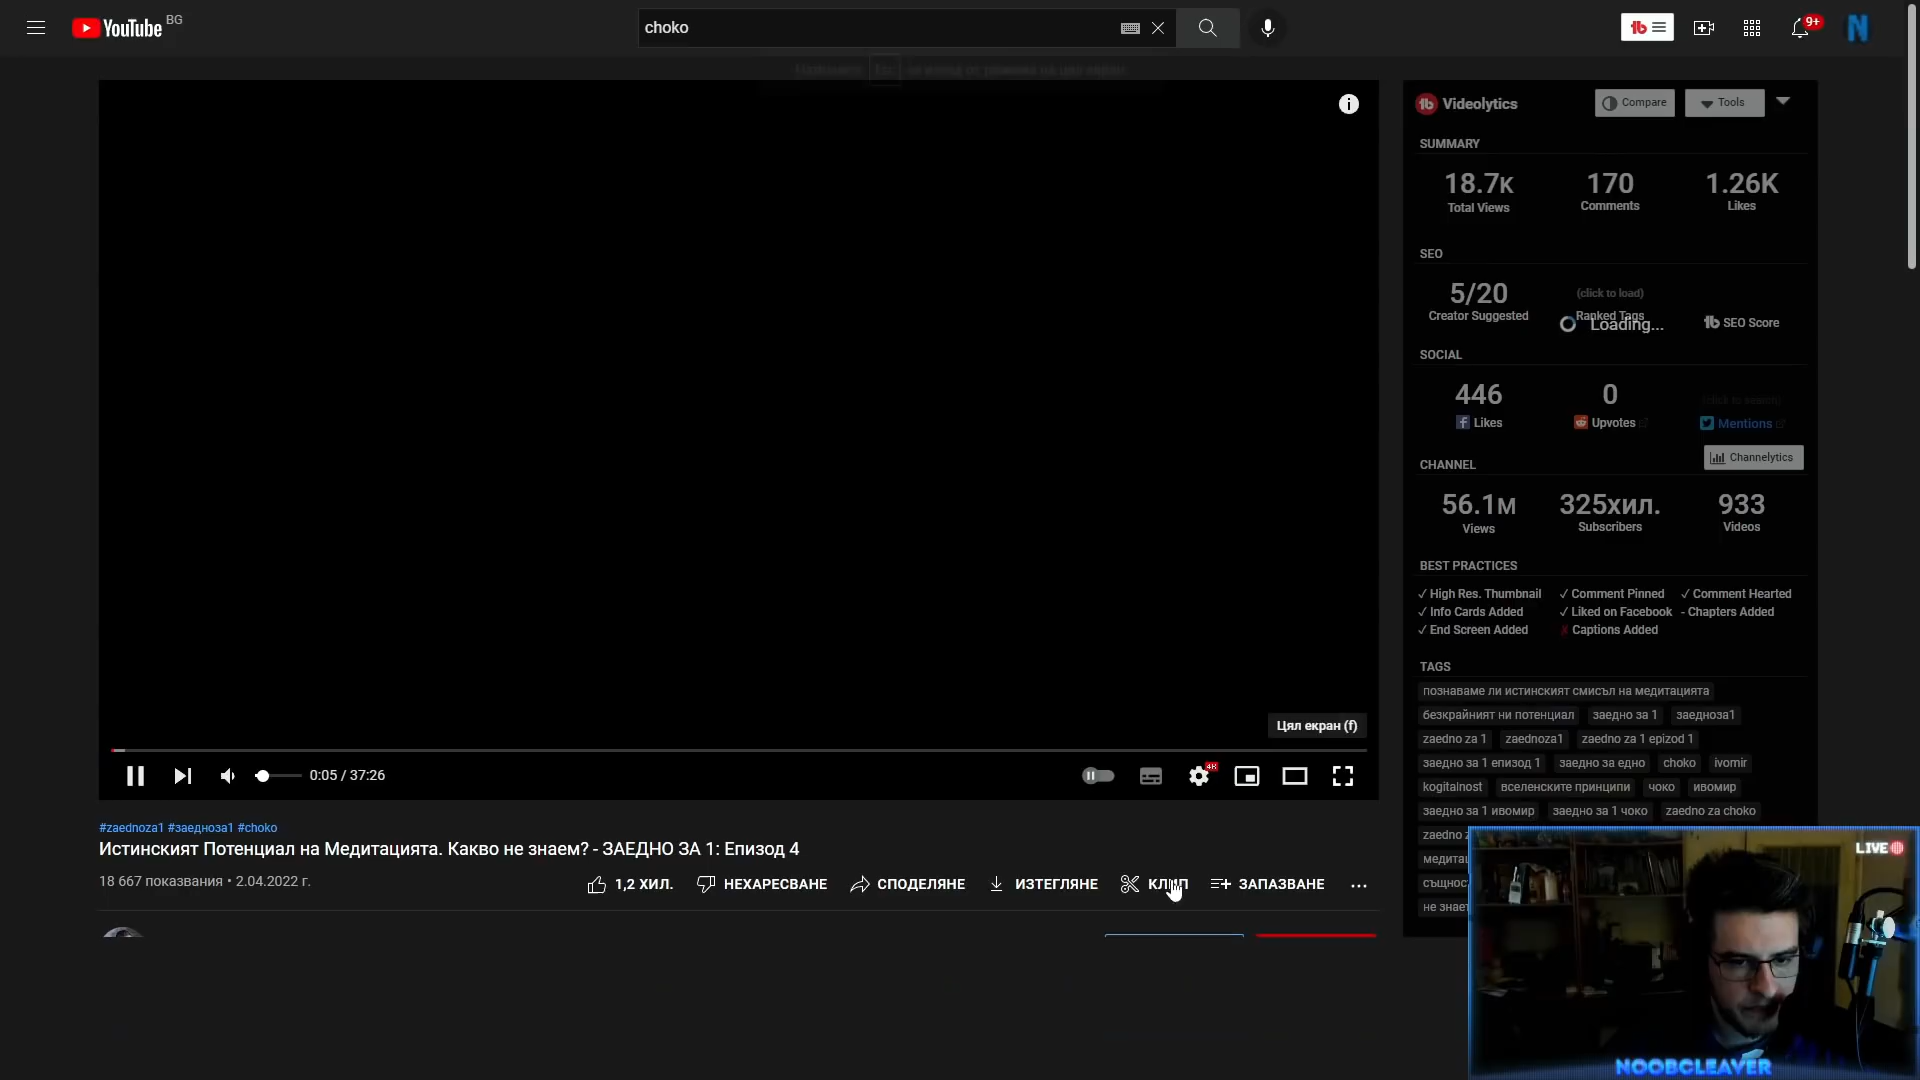 YouTube BG
choko
9+
N
Esc
Videolytics
Compare
Tools
SUMMARY
18.7K
Total Views
170
Comments
1.26K
Likes
SEO
5/20
Creator Suggested
(click to load)
Ranked Tags
Loading...
SEO Score
SOCIAL
446
Likes
0
Upvotes
Mentions
CHANNEL
Channelytics
56.1M
Views
325хил.
Subscribers
933
Videos
BEST PRACTICES
✓ High Res. Thumbnail ✓ Comment Pinned ✓ Comment Hearted
✓ Info Cards Added ✓ Liked on Facebook - Chapters Added
✓ End Screen Added ✗ Captions Added
TAGS
познаваме ли истинският смисъл на медитацията
безкрайният ни потенциал заедно за 1 заедноза1
zaedno za 1 zaednoza1 zaedno za 1 epizod 1
заедно за 1 епизод 1 заедно за едно choko ivomir
kogitalnost вселенските принципи чоко ивомир
заедно за 1 ивомир заедно за 1 чоко zaedno za choko
zaedno
Цял екран (f)
0:05 / 37:26
4K
#zaednoza1 #заедноза1 #choko
Истинският Потенциал на Медитацията. Какво не знаем? - ЗАЕДНО ЗА 1: Епизод 4
18 667 показвания • 2.04.2022 г.
1,2 ХИЛ. НЕХАРЕСВАНЕ СПОДЕЛЯНЕ ИЗТЕГЛЯНЕ КЛИП ЗАПАЗВАНЕ
LIVE
NOOBCLEAVER